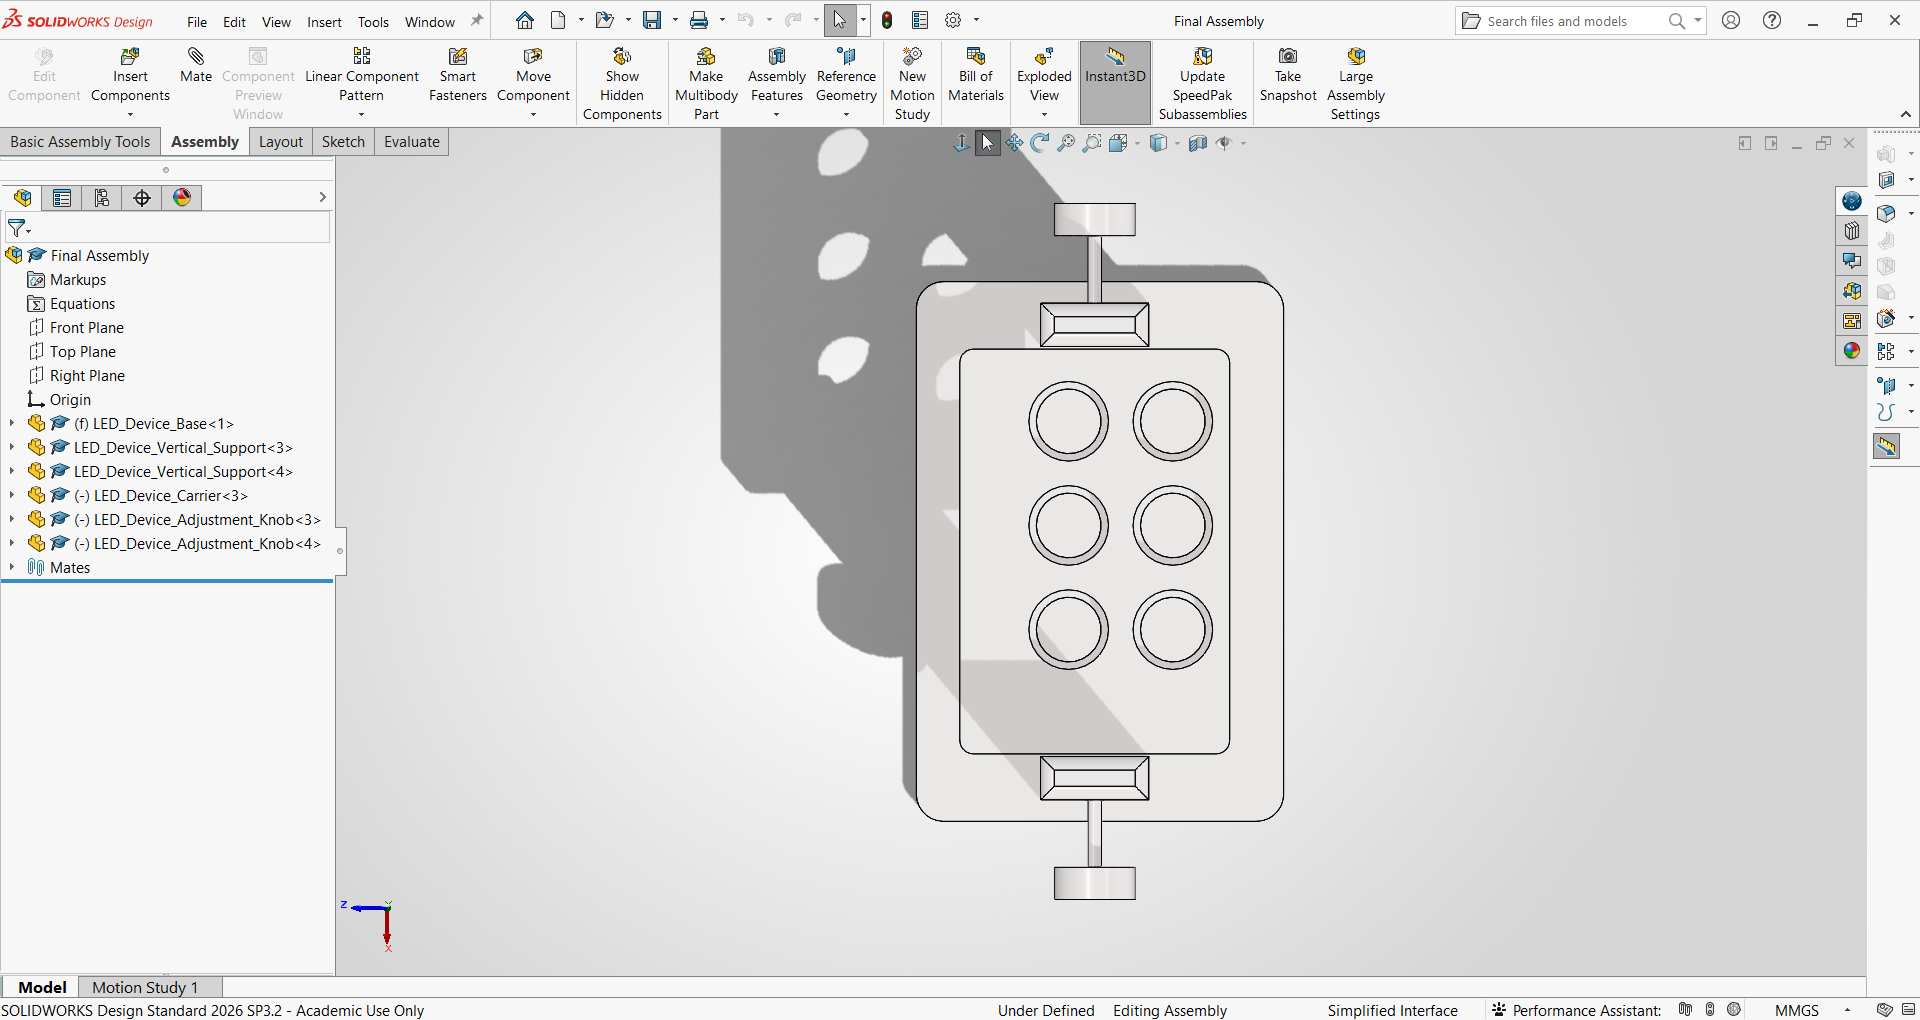 SOLIDWORKS Design File Edit View Insert Tools Window Final Assembly Search files and models
Edit Component
Insert Components
Mate
Component Preview Window
Linear Component Pattern
Smart Fasteners
Move Component
Show Hidden Components
Make Multibody Part
Assembly Features
Reference Geometry
New Motion Study
Bill of Materials
Exploded View
Instant3D
Update SpeedPak Subassemblies
Take Snapshot
Large Assembly Settings
Basic Assembly Tools Assembly Layout Sketch Evaluate
Final Assembly
Markups
Equations
Front Plane
Top Plane
Right Plane
Origin
(f) LED_Device_Base<1>
LED_Device_Vertical_Support<3>
LED_Device_Vertical_Support<4>
(-) LED_Device_Carrier<3>
(-) LED_Device_Adjustment_Knob<3>
(-) LED_Device_Adjustment_Knob<4>
Mates
Z
Y
X
Model Motion Study 1
SOLIDWORKS Design Standard 2026 SP3.2 - Academic Use Only Under Defined Editing Assembly Simplified Interface Performance Assistant: MMGS